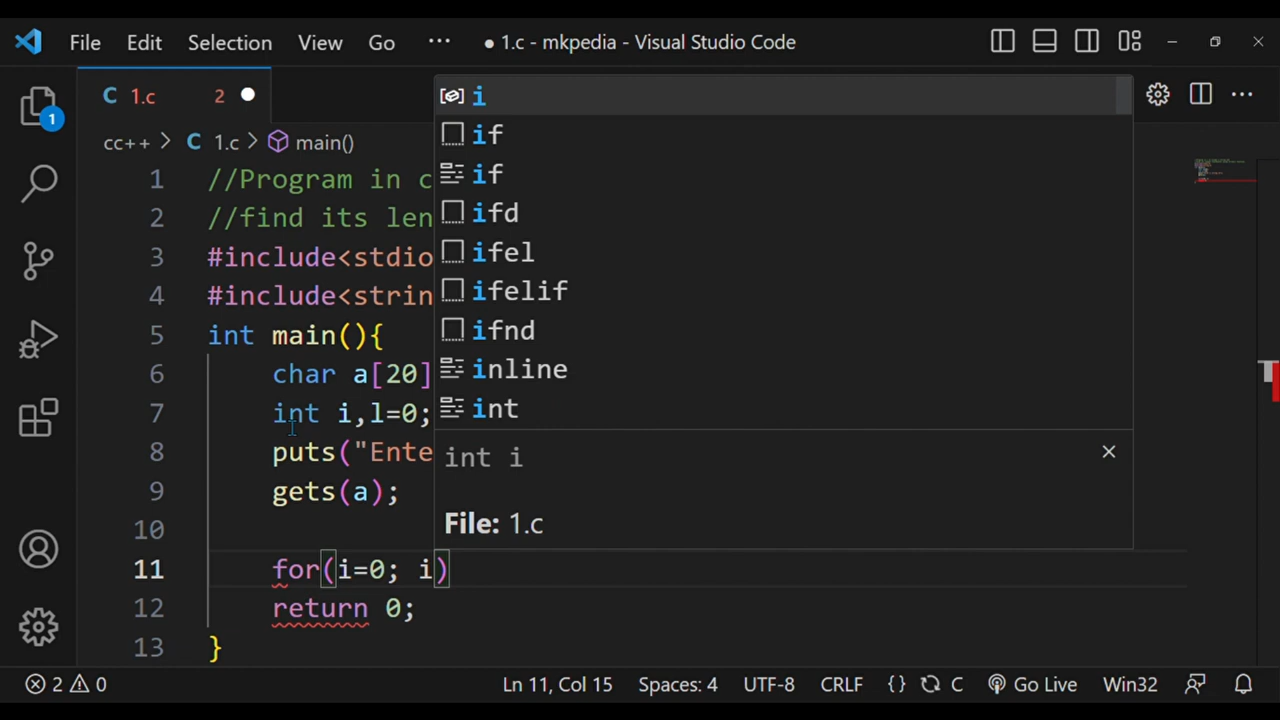 File Edit Selection View Go ··· ● 1.c - mkpedia - Visual Studio Code
C 1.c 2 ●
i
if
if
ifd
ifel
ifelif
ifnd
inline
int
int i
File: 1.c
1
cc++ > C 1.c > main()
1 //Program in c
2 //find its len
3 #include<stdio
4 #include<strin
5 int main(){
6 char a[20]
7 int i,l=0;
8 puts("Ente
9 gets(a);
10
11 for(i=0; i)
12 return 0;
13 }
2 0 Ln 11, Col 15 Spaces: 4 UTF-8 CRLF {} C Go Live Win32